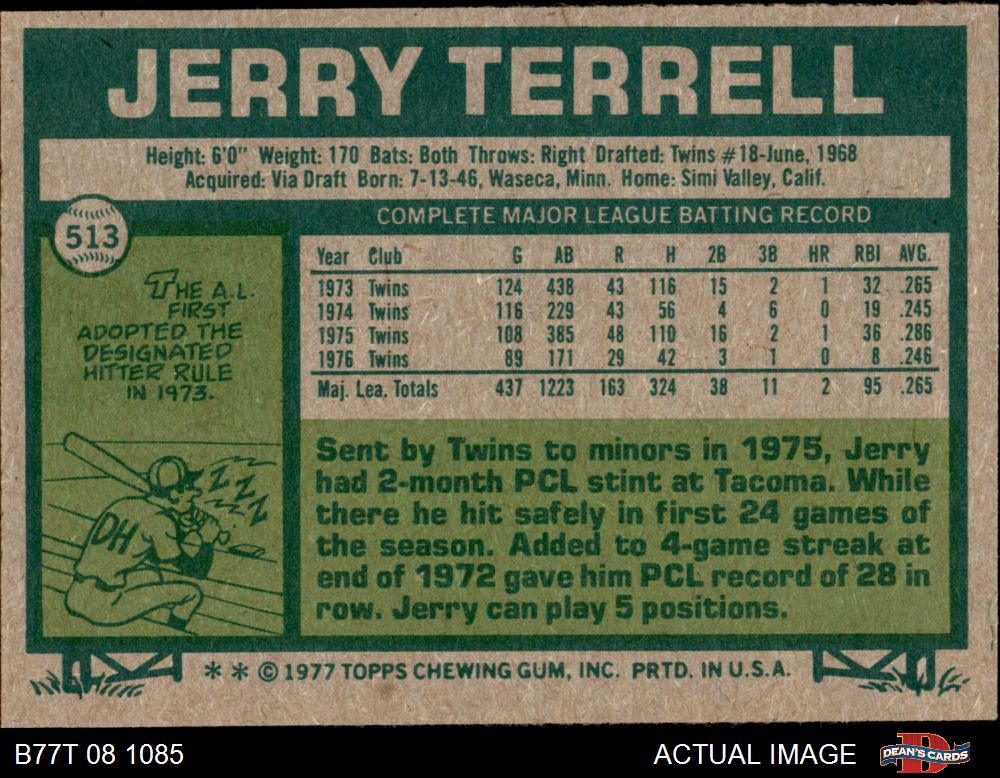 JERRY TERRELL
Height: 6'0" Weight: 170 Bats: Both Throws: Right Drafted: Twins #18-June, 1968
Acquired: Via Draft Born: 7-13-46, Waseca, Minn. Home: Simi Valley, Calif.
513
THE A.L.
FIRST
ADOPTED THE
DESIGNATED
HITTER RULE
IN 1973.
Z Z Z Z
DH
COMPLETE MAJOR LEAGUE BATTING RECORD
Year Club G AB R H 2B 3B HR RBI AVG.
1973 Twins 124 438 43 116 15 2 1 32 .265
1974 Twins 116 229 43 56 4 6 0 19 .245
1975 Twins 108 385 48 110 16 2 1 36 .286
1976 Twins 89 171 29 42 3 1 0 8 .246
Maj. Lea. Totals 437 1223 163 324 38 11 2 95 .265
Sent by Twins to minors in 1975, Jerry
had 2-month PCL stint at Tacoma. While
there he hit safely in first 24 games of
the season. Added to 4-game streak at
end of 1972 gave him PCL record of 28 in
row. Jerry can play 5 positions.
* * © 1977 TOPPS CHEWING GUM, INC. PRTD. IN U.S.A.
B77T 08 1085
ACTUAL IMAGE
D
DEAN'S CARDS